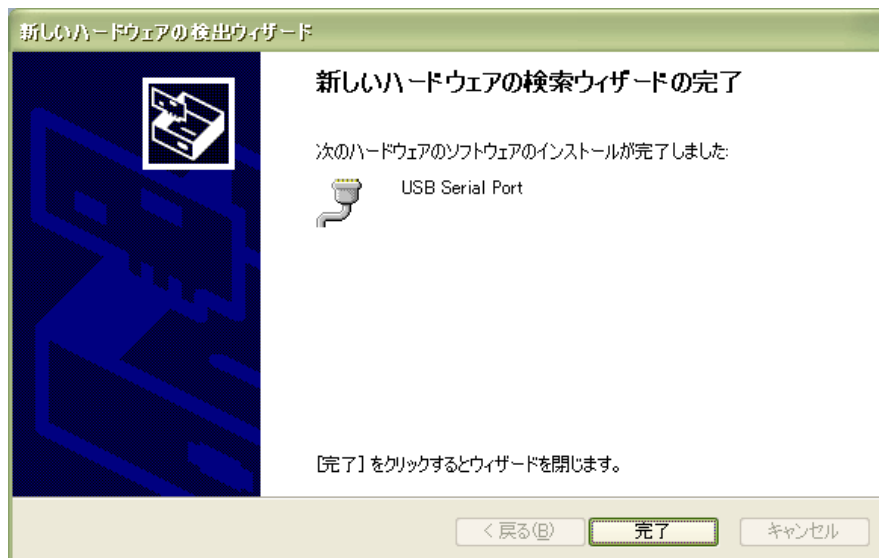 新しいハードウェアの検出ウィザード
新しいハードウェアの検索ウィザードの完了
次のハードウェアのソフトウェアのインストールが完了しました:
USB Serial Port
[完了] をクリックするとウィザードを閉じます。
< 戻る(B)
完了
キャンセル